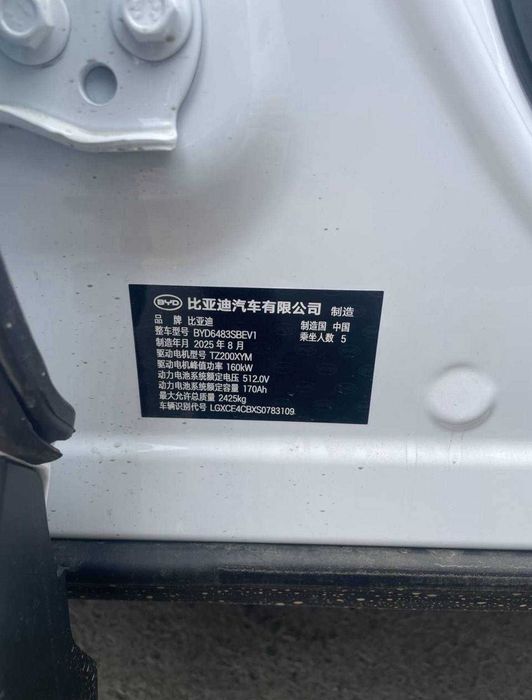 BYD 比亚迪汽车有限公司 制造
品 牌 比亚迪 制造国 中国
整车型号 BYD6483SBEV1 乘坐人数 5
制造年月 2025 年 8 月
驱动电机型号 TZ200XYM
驱动电机峰值功率 160kW
动力电池系统额定电压 512.0V
动力电池系统额定容量 170Ah
最大允许总质量 2425kg
车辆识别代号 LGXCE4CBXS0783109